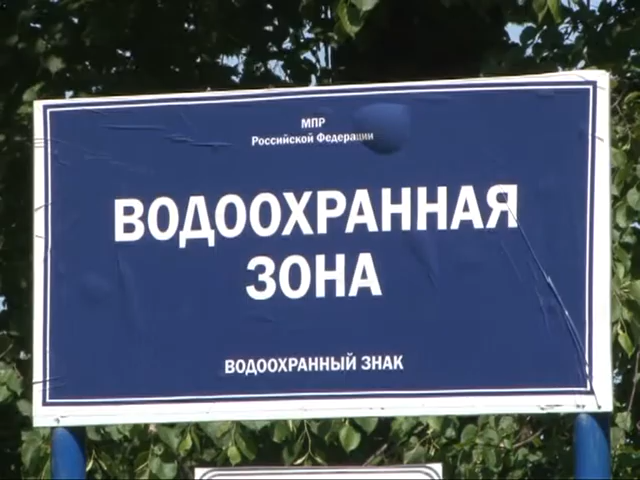 МПР
Российской Федерации
ВОДООХРАННАЯ
ЗОНА
ВОДООХРАННЫЙ ЗНАК